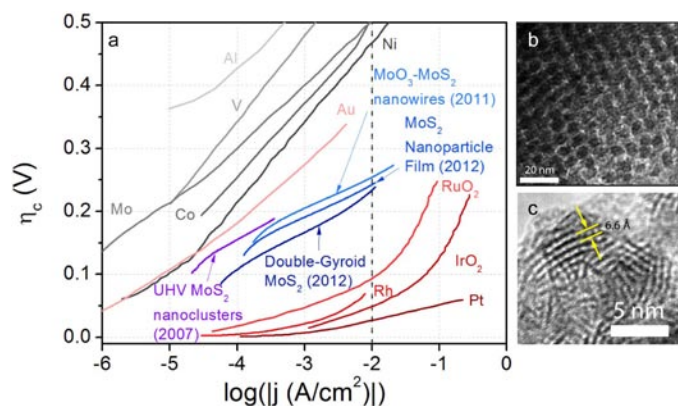 a
0.5
0.4
0.3
0.2
0.1
0.0
η_c (V)
-6
-5
-4
-3
-2
-1
0
log(|j (A/cm²)|)
Al
V
Ni
MoO₃-MoS₂
nanowires (2011)
Au
MoS₂
Nanoparticle
Film (2012)
Mo
Co
RuO₂
Double-Gyroid
MoS₂ (2012)
UHV MoS₂
nanoclusters
(2007)
Rh
IrO₂
Pt
b
20 nm
c
6.6 Å
5 nm